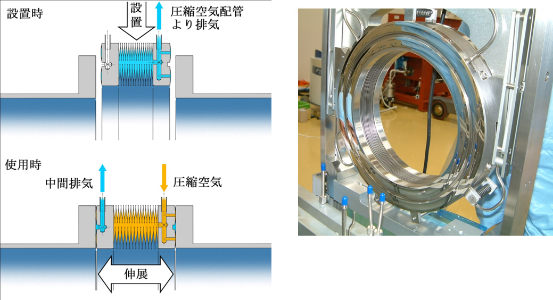 設置時
設置
圧縮空気配管
より排気
使用時
中間排気
圧縮空気
伸展